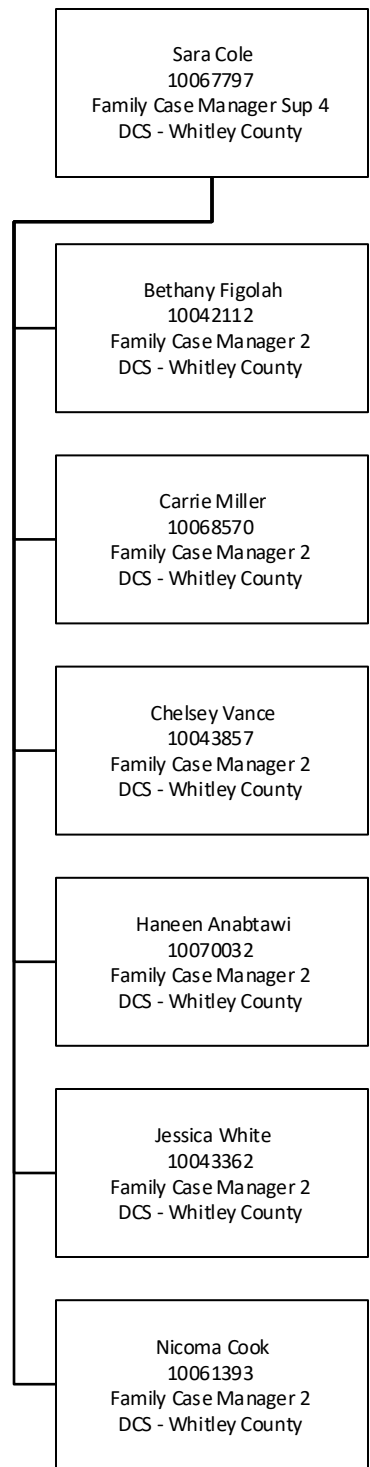 Sara Cole
10067797
Family Case Manager Sup 4
DCS - Whitley County
Bethany Figolah
10042112
Family Case Manager 2
DCS - Whitley County
Carrie Miller
10068570
Family Case Manager 2
DCS - Whitley County
Chelsey Vance
10043857
Family Case Manager 2
DCS - Whitley County
Haneen Anabtawi
10070032
Family Case Manager 2
DCS - Whitley County
Jessica White
10043362
Family Case Manager 2
DCS - Whitley County
Nicoma Cook
10061393
Family Case Manager 2
DCS - Whitley County